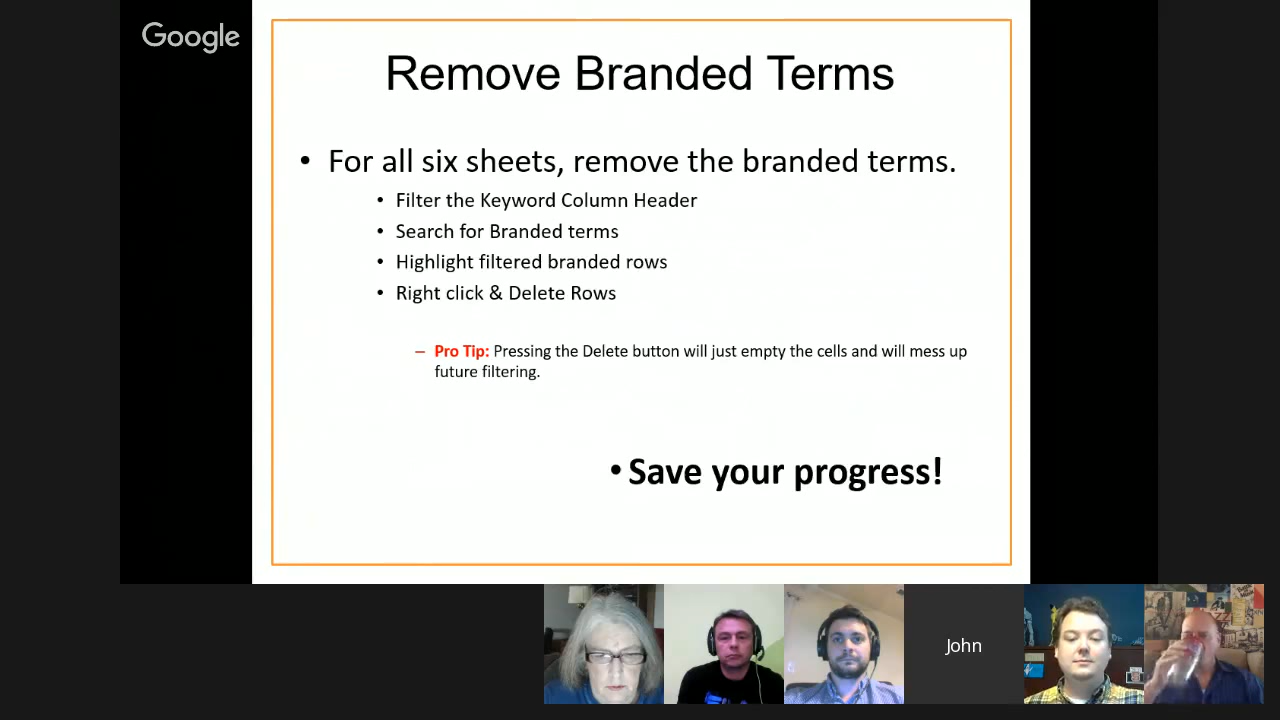 Google
Remove Branded Terms
• For all six sheets, remove the branded terms.
• Filter the Keyword Column Header
• Search for Branded terms
• Highlight filtered branded rows
• Right click & Delete Rows
– Pro Tip: Pressing the Delete button will just empty the cells and will mess up
future filtering.
• Save your progress!
John